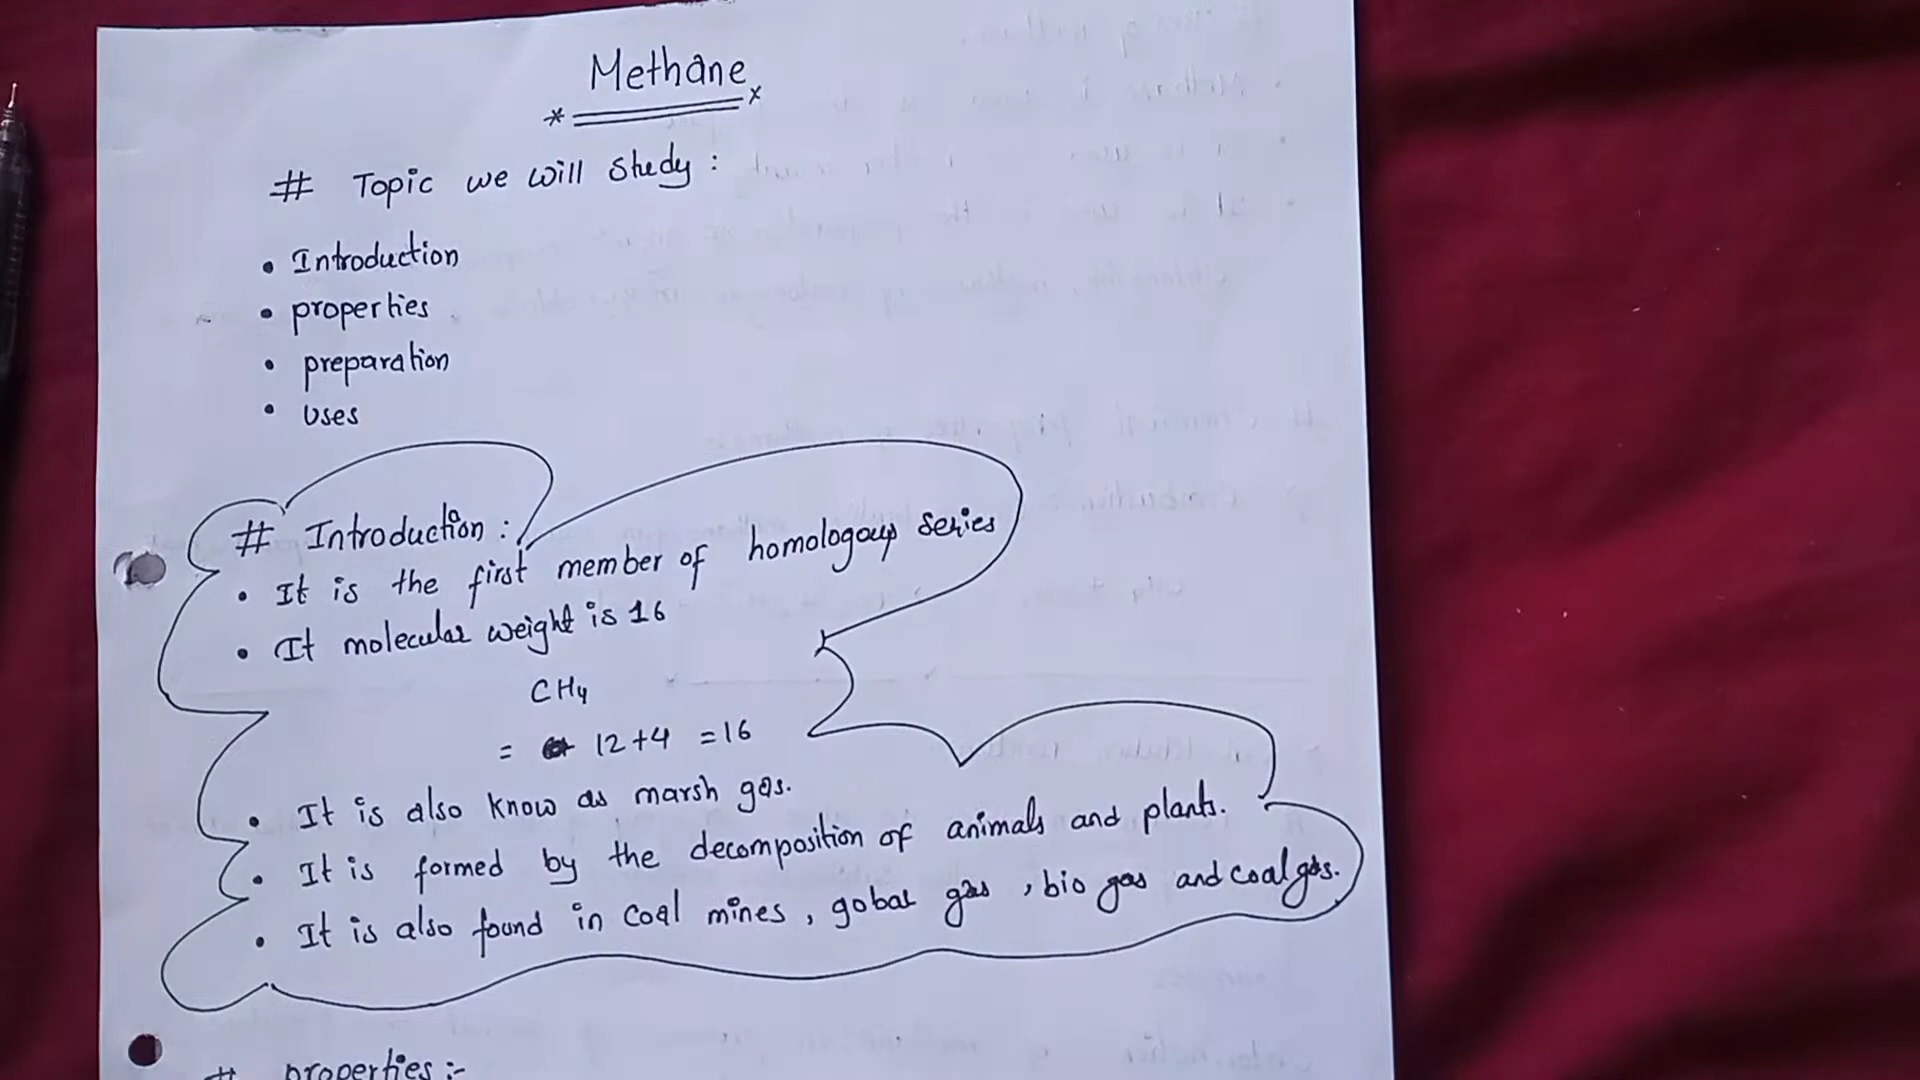 Methane
# Topic we will study :
• Introduction
• properties
• preparation
• uses
# Introduction :
• It is the first member of homologous series
• It molecular weight is 16
CH4
= 12+4 =16
• It is also know as marsh gas.
• It is formed by the decomposition of animals and plants.
• It is also found in coal mines , gobar gas , bio gas and coal gas.
# properties :-